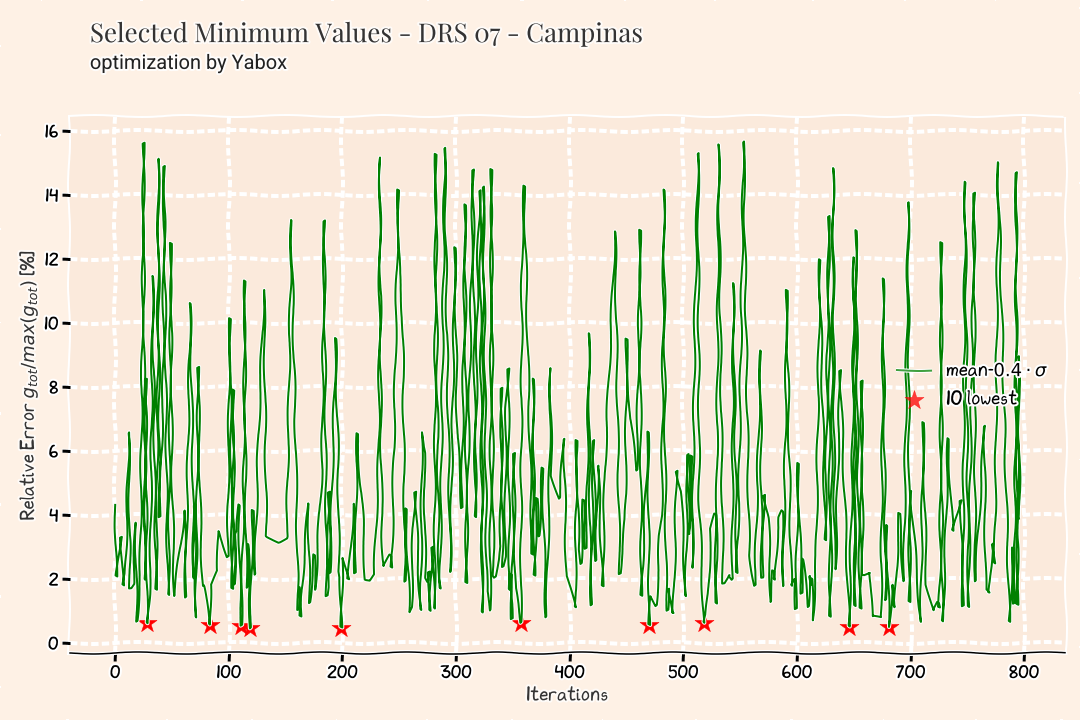 Selected Minimum Values - DRS 07 - Campinas
optimization by Yabox
Relative Error g_tot/max(g_tot) [%]
16
14
12
10
8
6
4
2
0
mean-0.4 · σ
10 lowest
0 100 200 300 400 500 600 700 800
Iterations